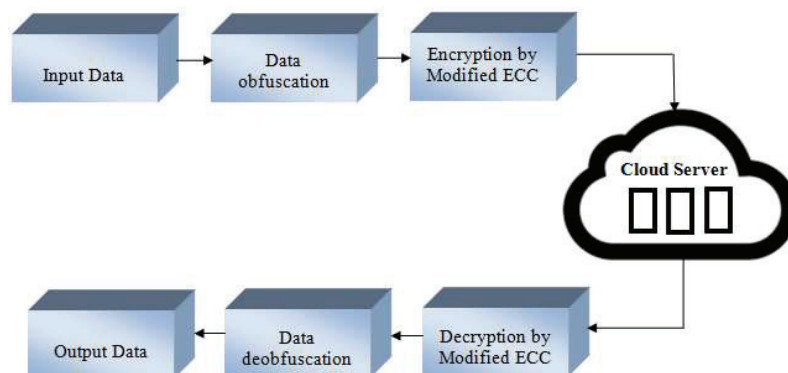 Input Data
Data
obfuscation
Encryption by
Modified ECC
Cloud Server
Output Data
Data
deobfuscation
Decryption by
Modified ECC